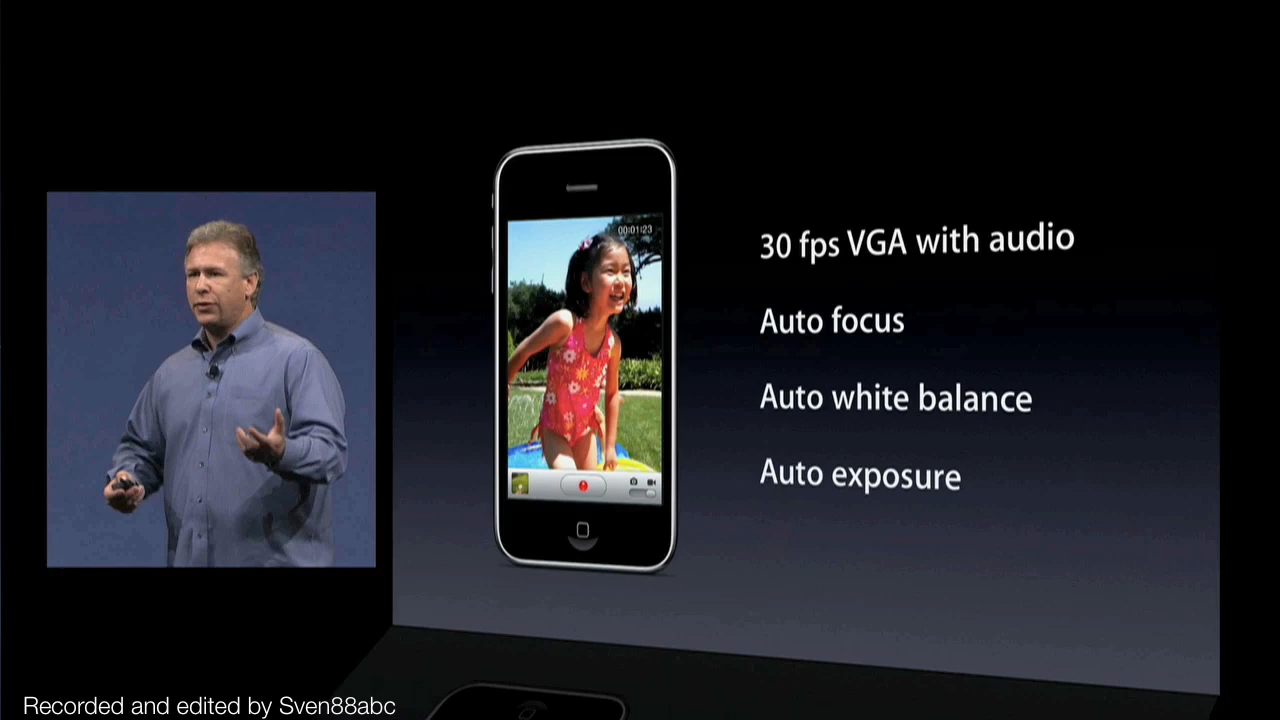 00:01:23
30 fps VGA with audio
Auto focus
Auto white balance
Auto exposure
Recorded and edited by Sven88abc